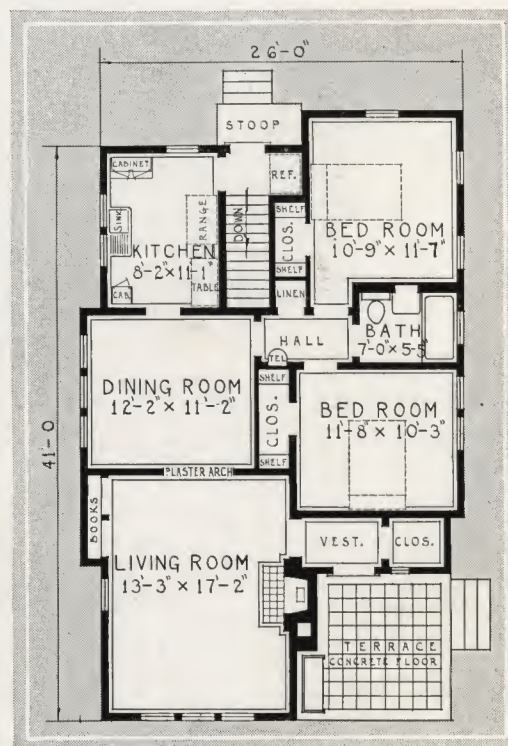 26'-0"
STOOP
CABINET
REF.
SINK
RANGE
DOWN
SHELF
CLOS.
SHELF
BED ROOM
10'-9" × 11'-7"
KITCHEN
8'-2" × 11'-1"
CAB.
TABLE
LINEN
HALL
TEL
BATH
7'-0" × 5'-5"
DINING ROOM
12'-2" × 11'-2"
SHELF
CLOS.
SHELF
BED ROOM
11'-8" × 10'-3"
41'-0
PLASTER ARCH
BOOKS
LIVING ROOM
13'-3" × 17'-2"
VEST.
CLOS.
TERRACE
CONCRETE FLOOR